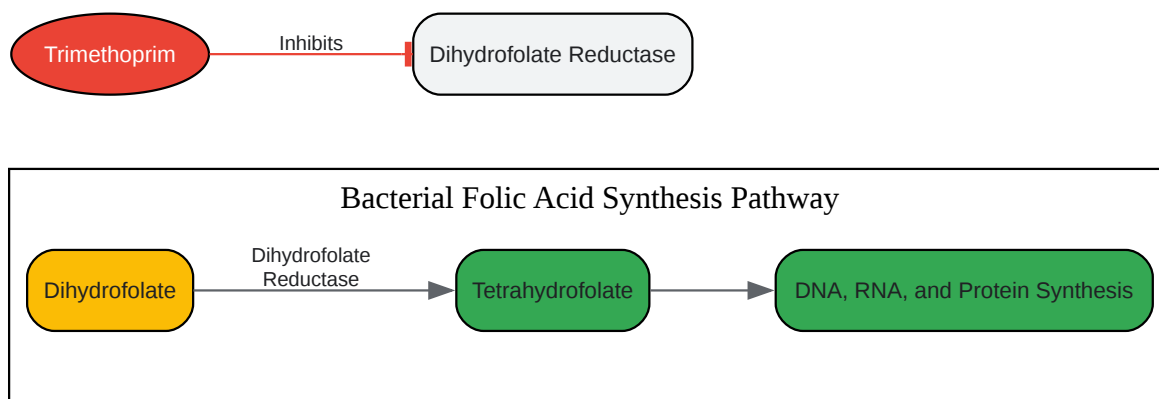 Trimethoprim
Inhibits
Dihydrofolate Reductase
Bacterial Folic Acid Synthesis Pathway
Dihydrofolate
Dihydrofolate
Reductase
Tetrahydrofolate
DNA, RNA, and Protein Synthesis